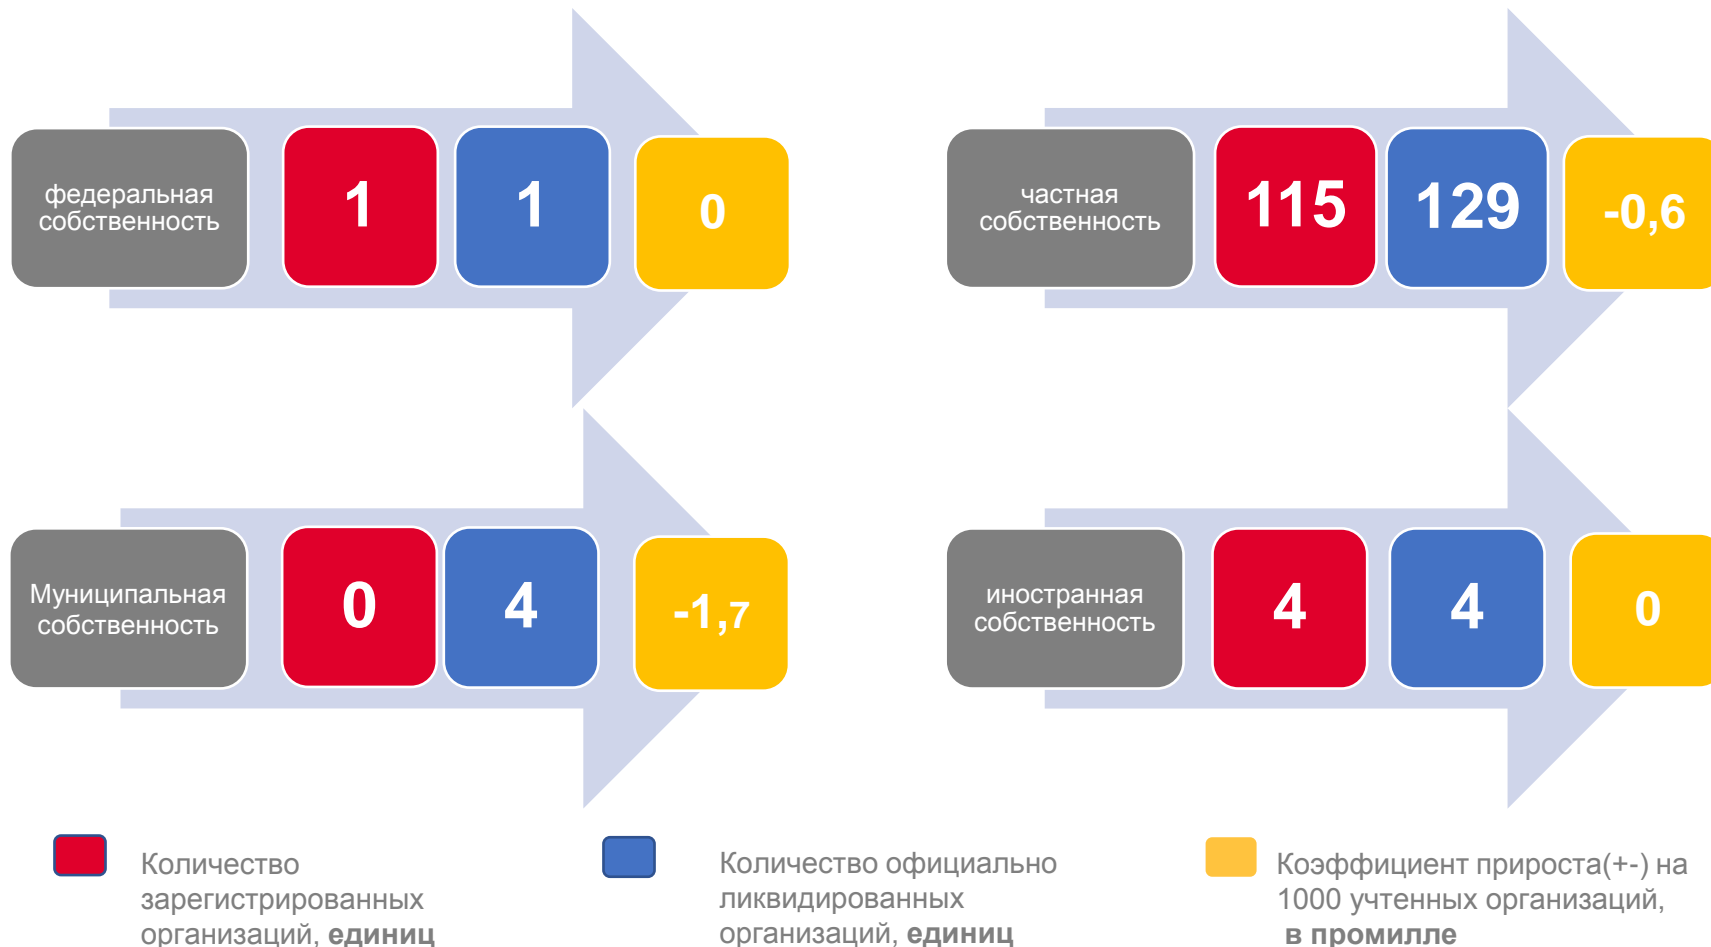 федеральная
собственность
1
1
0
частная
собственность
115
129
-0,6
Муниципальная
собственность
0
4
-1,7
иностранная
собственность
4
4
0
Количество
зарегистрированных
организаций, единиц
Количество официально
ликвидированных
организаций, единиц
Коэффициент прироста(+-) на
1000 учтенных организаций,
в промилле